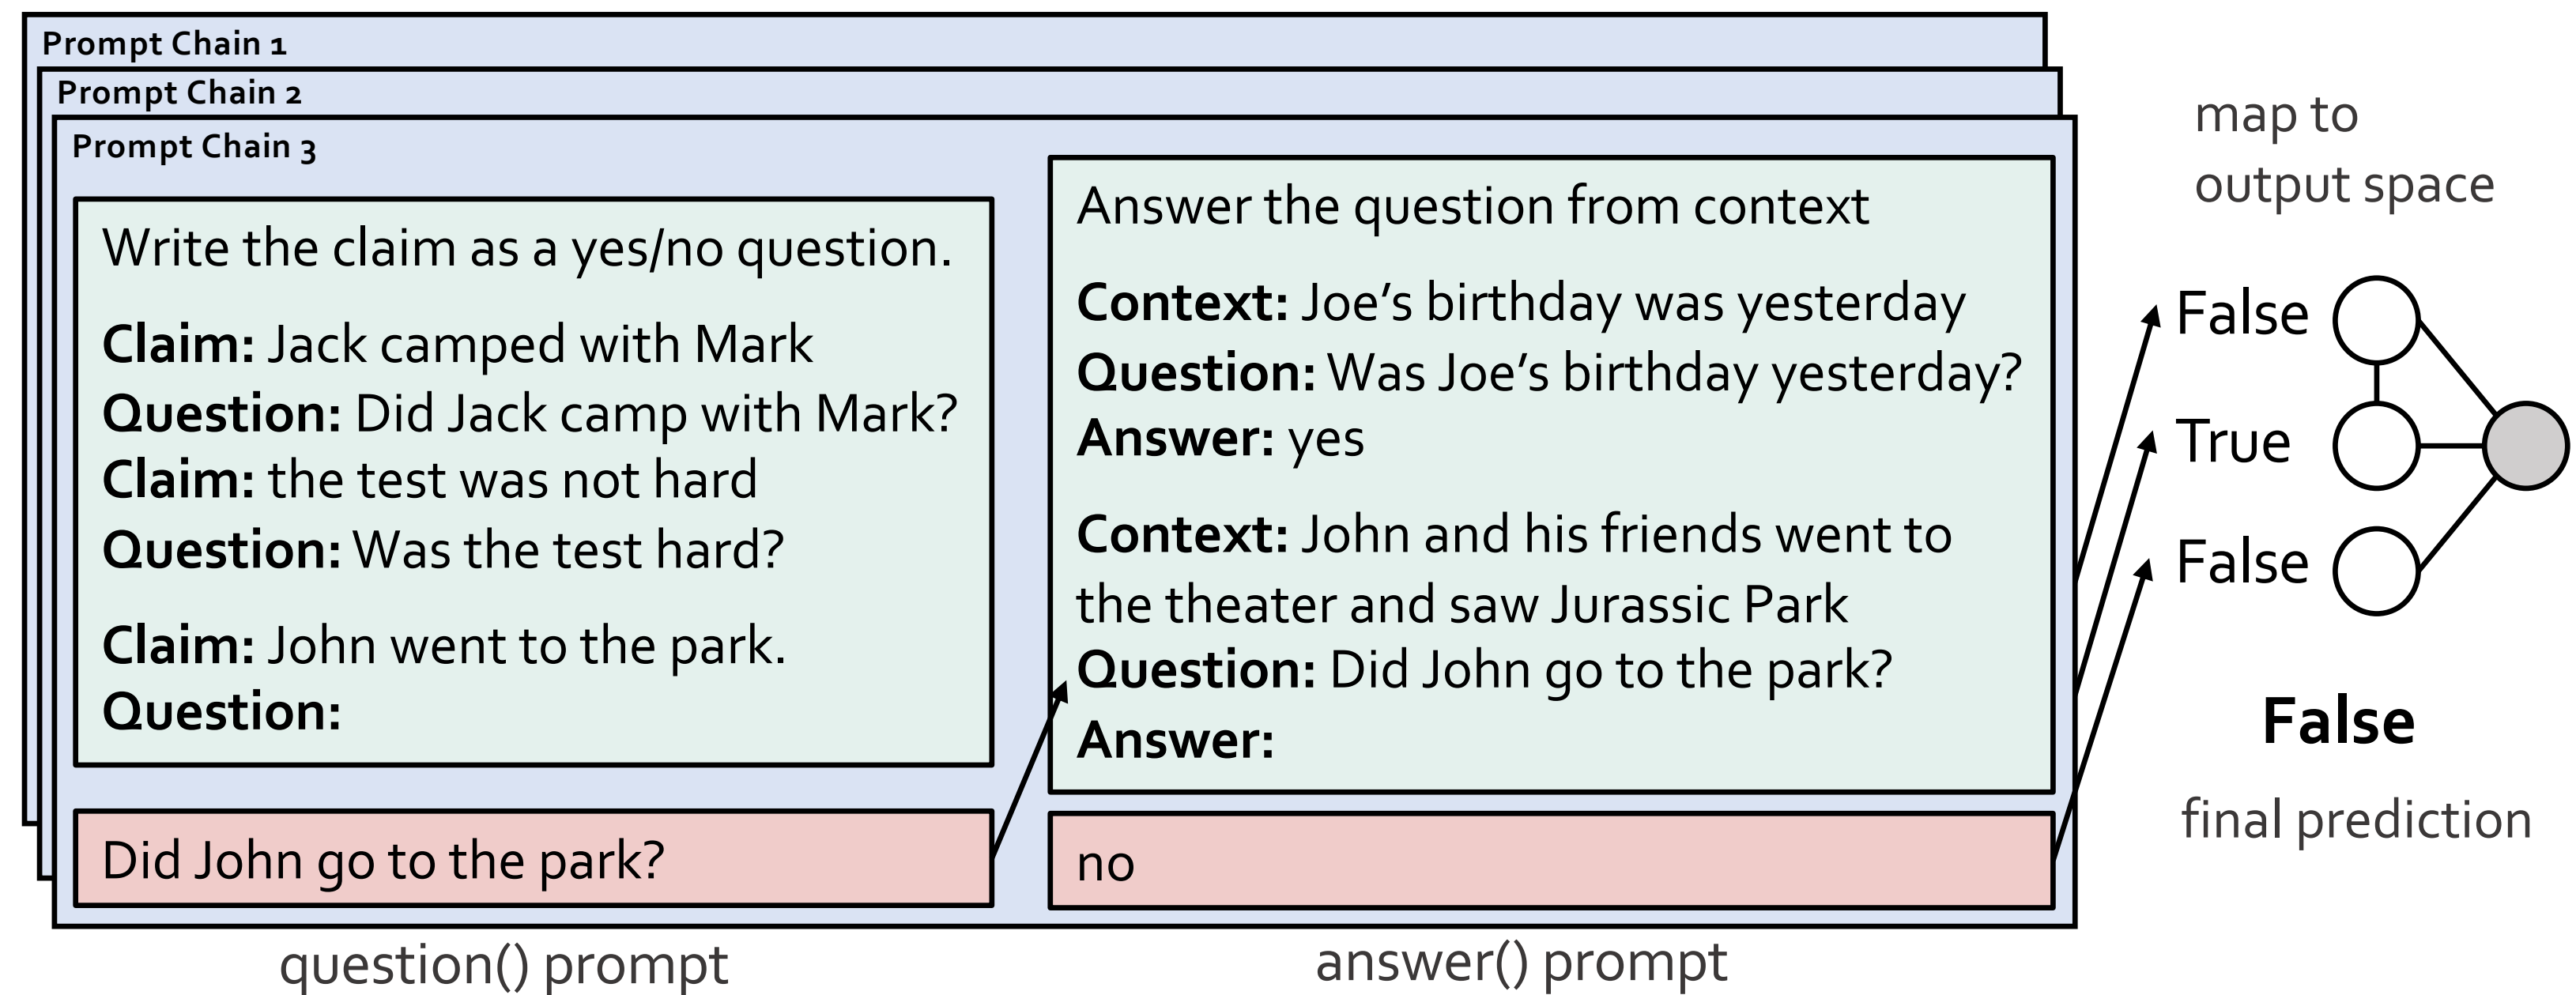 Prompt Chain 1
Prompt Chain 2
Prompt Chain 3
Write the claim as a yes/no question.
Claim: Jack camped with Mark
Question: Did Jack camp with Mark?
Claim: the test was not hard
Question: Was the test hard?
Claim: John went to the park.
Question:
Did John go to the park?
question() prompt
Answer the question from context
Context: Joe’s birthday was yesterday
Question: Was Joe’s birthday yesterday?
Answer: yes
Context: John and his friends went to
the theater and saw Jurassic Park
Question: Did John go to the park?
Answer:
no
answer() prompt
map to
output space
False
True
False
False
final prediction